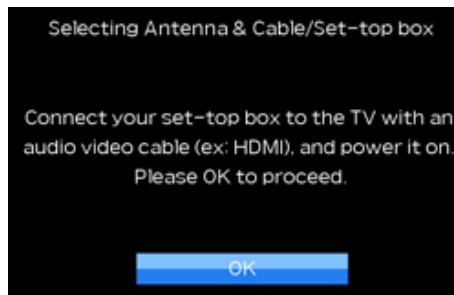 Selecting Antenna & Cable/Set-top box
Connect your set-top box to the TV with an
audio video cable (ex: HDMI), and power it on.
Please OK to proceed.
OK